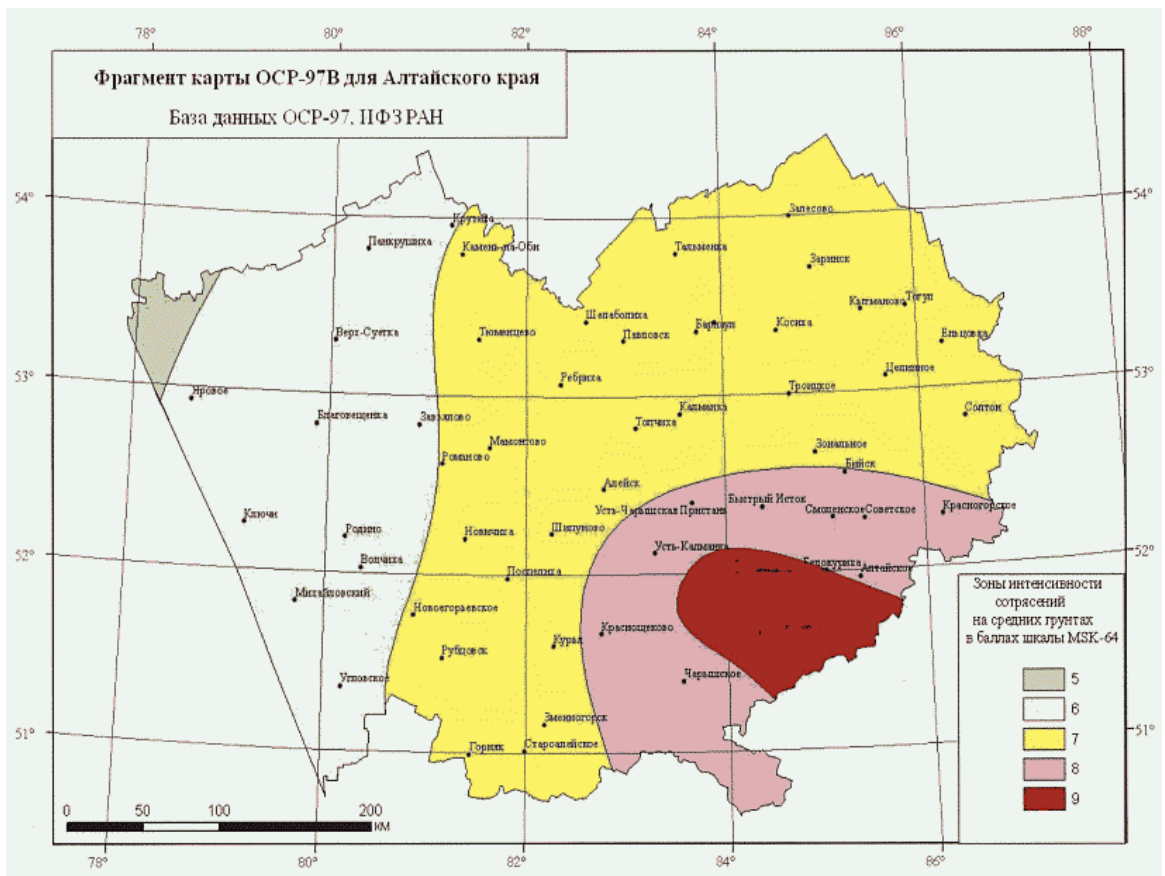 78° 80° 82° 84° 86° 88°
Фрагмент карты ОСР-97В для Алтайского края
База данных ОСР-97, ИФЗ РАН
54° 54°
Залесово
Крутиха
Панкрушиха Камень-на-Оби Тальменка
Заринск
Кытманово Тогул
Шелаболиха
Верх-Суетка Тюменцево Павловск Барнаул Косиха Ельцовка
53° 53°
Целинное
Ребриха
Яровое Троицкое
Благовещенка Завьялово Топчиха Калманка Солтон
Мамонтово Зональное
Романово Бийск
Алейск
Усть-Чарышская Пристань Быстрый Исток
Смоленское Советское Красногорское
Ключи
Родино Новичиха Шипуново
52° 52°
Усть-Калманка
Волчиха Белокуриха Алтайское
Поспелиха
Михайловский
Новоегорьевское
Краснощеково
Курья
Рубцовск
Угловское Чарышское
Змеиногорск
51° 51°
Горняк Староалейское
Зоны интенсивности
сотрясений
на средних грунтах
в баллах шкалы MSK-64
5
6
7
8
9
0 50 100 200
км
78° 80° 82° 84° 86°